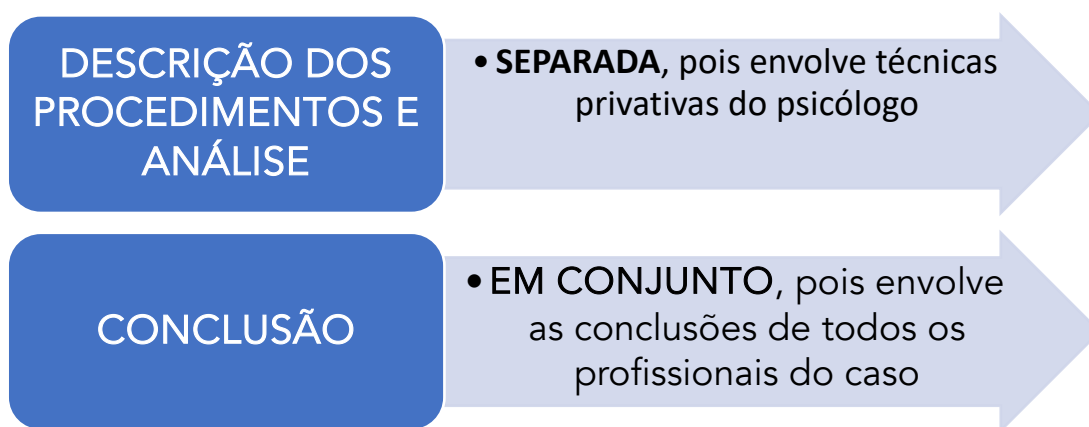 DESCRIÇÃO DOS
PROCEDIMENTOS E
ANÁLISE
• SEPARADA, pois envolve técnicas
privativas do psicólogo
CONCLUSÃO
• EM CONJUNTO, pois envolve
as conclusões de todos os
profissionais do caso